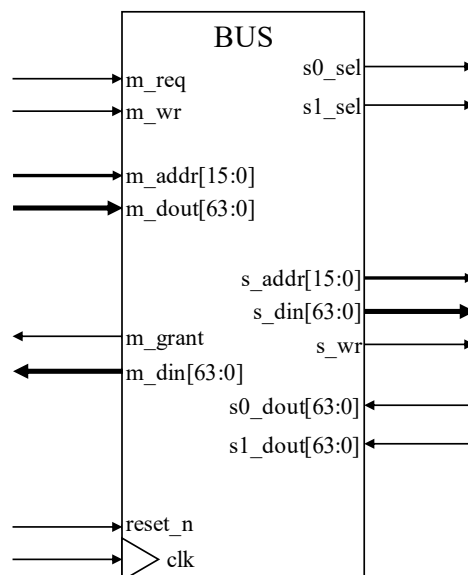 BUS
m_req
m_wr
m_addr[15:0]
m_dout[63:0]
m_grant
m_din[63:0]
reset_n
clk
s0_sel
s1_sel
s_addr[15:0]
s_din[63:0]
s_wr
s0_dout[63:0]
s1_dout[63:0]